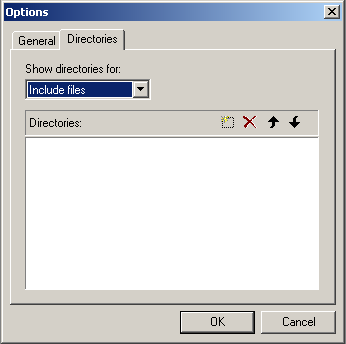 Options
General Directories
Show directories for:
Include files
Directories:
OK Cancel